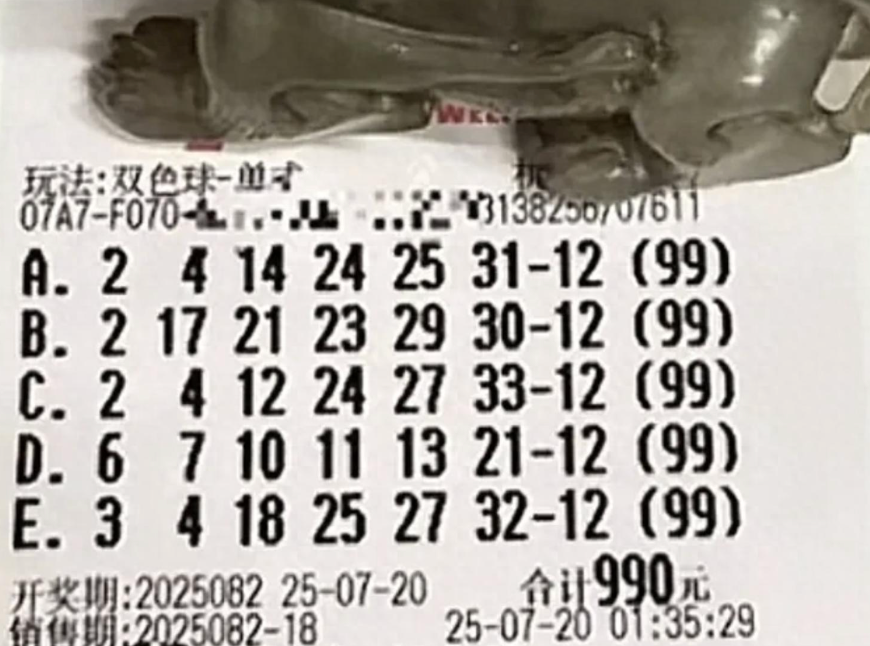 玩法:双色球-单
07A7-F070
A. 2 4 14 24 25 31-12 (99)
B. 2 17 21 23 29 30-12 (99)
C. 2 4 12 24 27 33-12 (99)
D. 6 7 10 11 13 21-12 (99)
E. 3 4 18 25 27 32-12 (99)
开奖期:2025082 25-07-20 合计990元
销售期:2025082-18 25-07-20 01:35:29